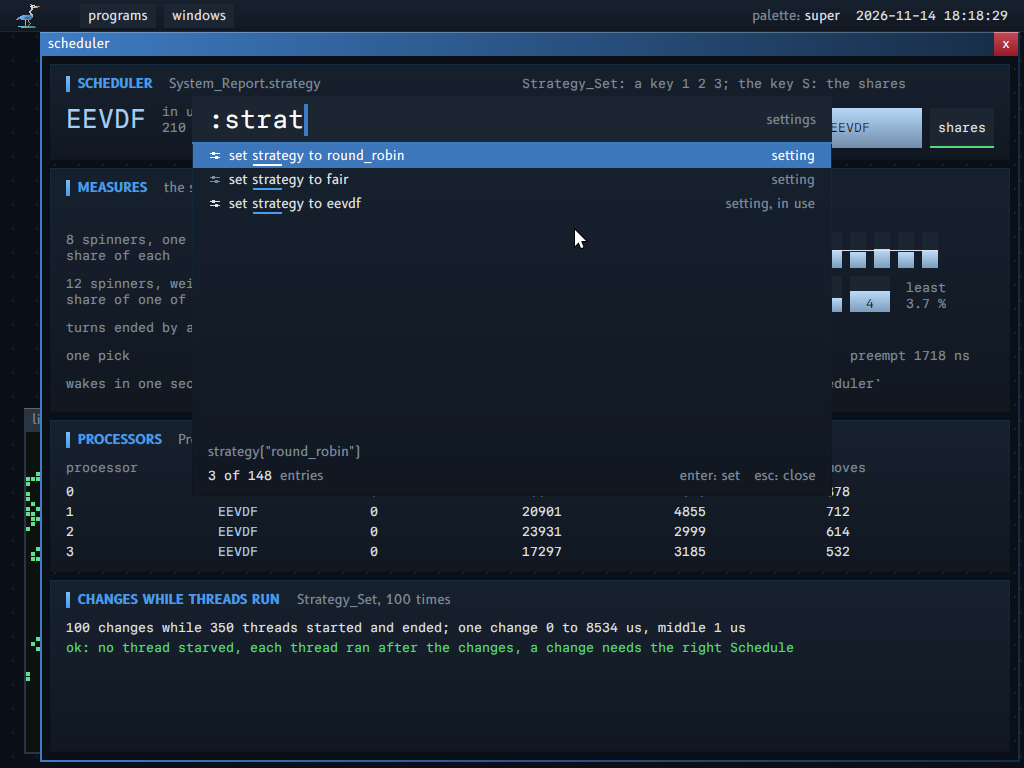 programs windows palette: super 2026-11-14 18:18:29
scheduler x
SCHEDULER System_Report.strategy Strategy_Set: a key 1 2 3; the key S: the shares
EEVDF in u
210
EEVDF shares
:strat settings
set strategy to round_robin setting
set strategy to fair setting
set strategy to eevdf setting, in use
strategy["round_robin"]
3 of 148 entries enter: set esc: close
MEASURES the s
8 spinners, one
share of each
12 spinners, wei
share of one of
4 least
3.7 %
turns ended by a
one pick preempt 1718 ns
wakes in one sec duler`
PROCESSORS Pr
processor moves
0 878
1 EEVDF 0 20901 4855 712
2 EEVDF 0 23931 2999 614
3 EEVDF 0 17297 3185 532
CHANGES WHILE THREADS RUN Strategy_Set, 100 times
100 changes while 350 threads started and ended; one change 0 to 8534 us, middle 1 us
ok: no thread starved, each thread ran after the changes, a change needs the right Schedule
li